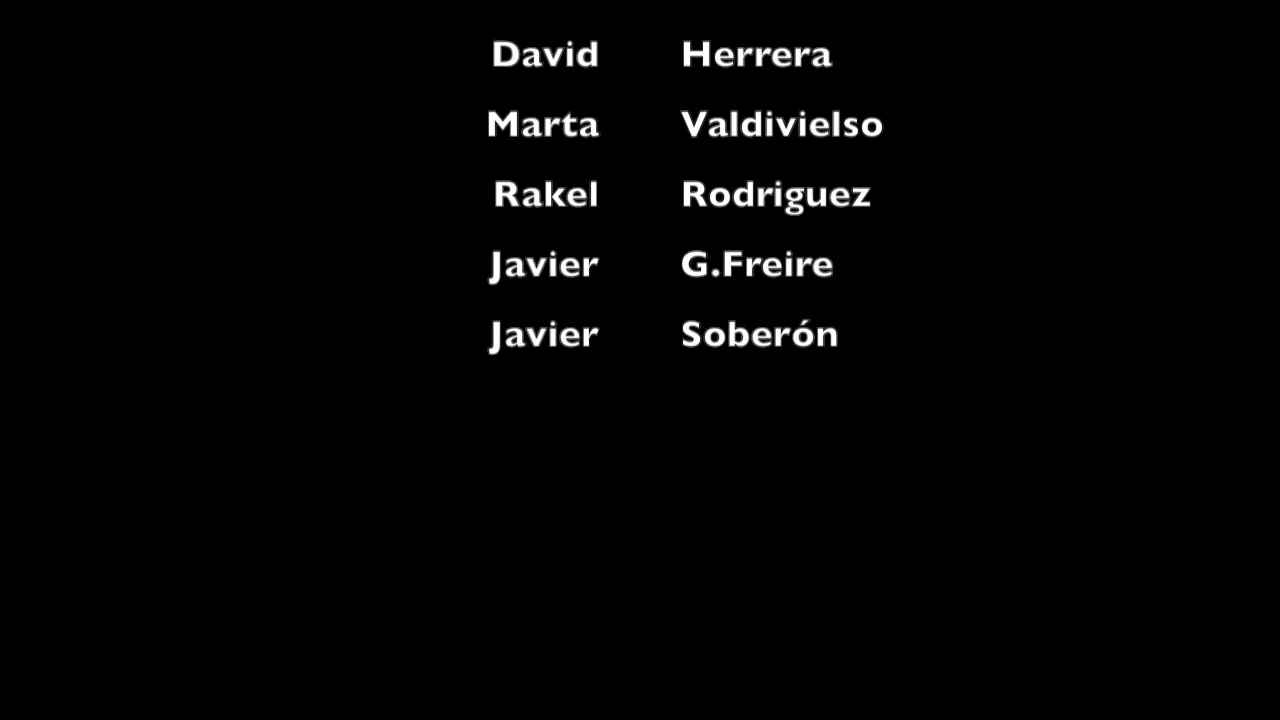 David Herrera
Marta Valdivielso
Rakel Rodriguez
Javier G.Freire
Javier Soberón